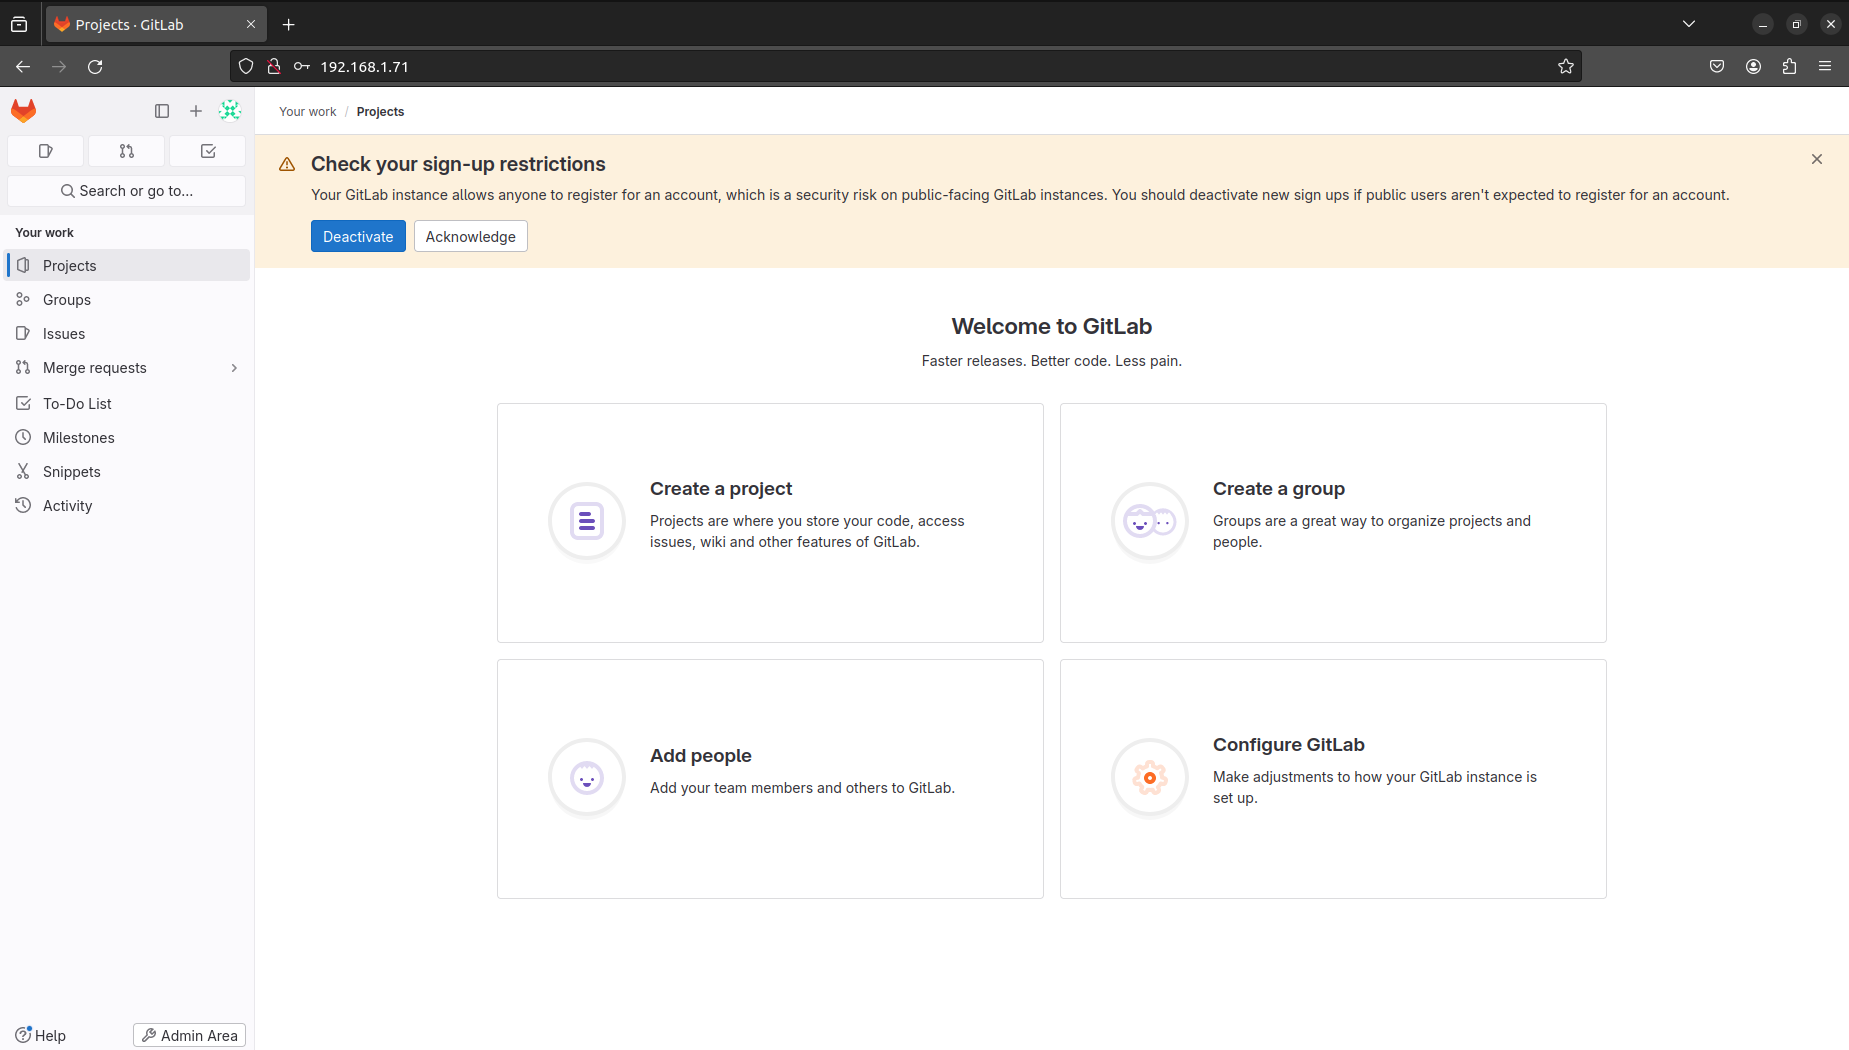 Projects · GitLab
192.168.1.71
Your work / Projects
Search or go to...
Your work
Projects
Groups
Issues
Merge requests
To-Do List
Milestones
Snippets
Activity
Help
Admin Area
Check your sign-up restrictions
Your GitLab instance allows anyone to register for an account, which is a security risk on public-facing GitLab instances. You should deactivate new sign ups if public users aren't expected to register for an account.
Deactivate
Acknowledge
Welcome to GitLab
Faster releases. Better code. Less pain.
Create a project
Projects are where you store your code, access
issues, wiki and other features of GitLab.
Create a group
Groups are a great way to organize projects and
people.
Add people
Add your team members and others to GitLab.
Configure GitLab
Make adjustments to how your GitLab instance is
set up.